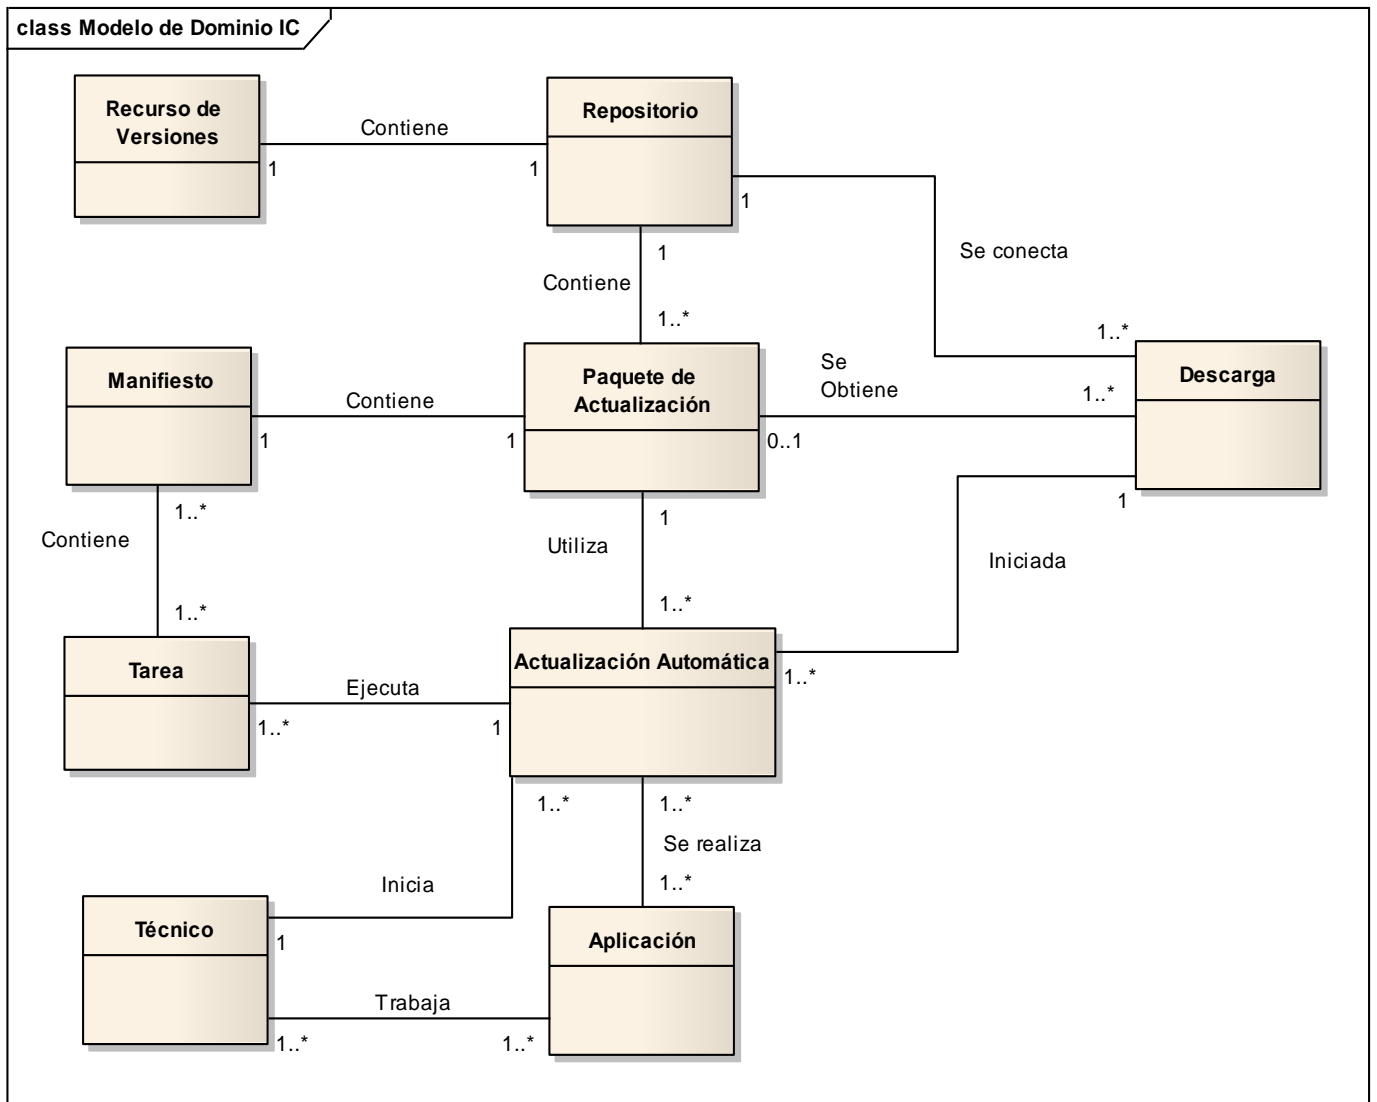 class Modelo de Dominio IC
Recurso de
Versiones
Contiene
1
1
Repositorio
1
Se conecta
1
Contiene
1..*
1..*
Manifiesto
Contiene
1
1
Paquete de
Actualización
Se
Obtiene
0..1
1..*
Descarga
1..*
Contiene
1..*
1
Utiliza
1..*
1
Iniciada
1..*
Tarea
Ejecuta
1..*
1
Actualización Automática
1..*
1..*
Se realiza
1..*
Inicia
Técnico
1
Aplicación
Trabaja
1..*
1..*